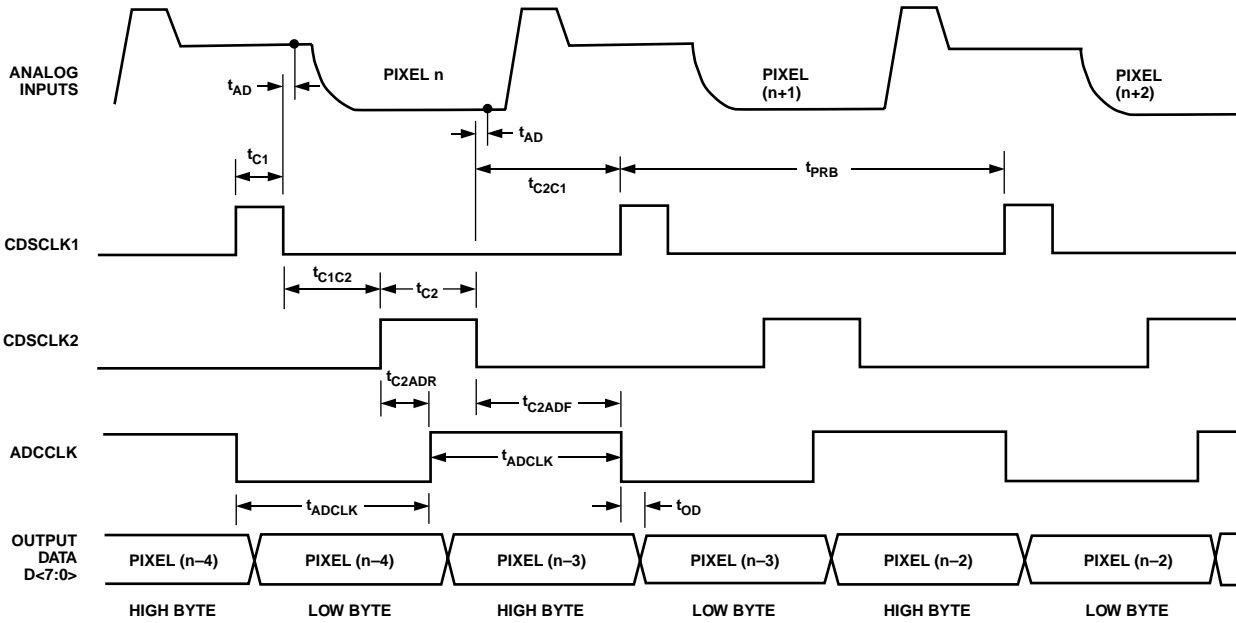 ANALOG
INPUTS
PIXEL n
PIXEL
(n+1)
PIXEL
(n+2)
tAD
tAD
tC1
tC2C1
tPRB
CDSCLK1
tC1C2
tC2
CDSCLK2
tC2ADR
tC2ADF
ADCCLK
tADCLK
tADCLK
tOD
OUTPUT
DATA
D<7:0>
PIXEL (n–4)
PIXEL (n–4)
PIXEL (n–3)
PIXEL (n–3)
PIXEL (n–2)
PIXEL (n–2)
HIGH BYTE
LOW BYTE
HIGH BYTE
LOW BYTE
HIGH BYTE
LOW BYTE